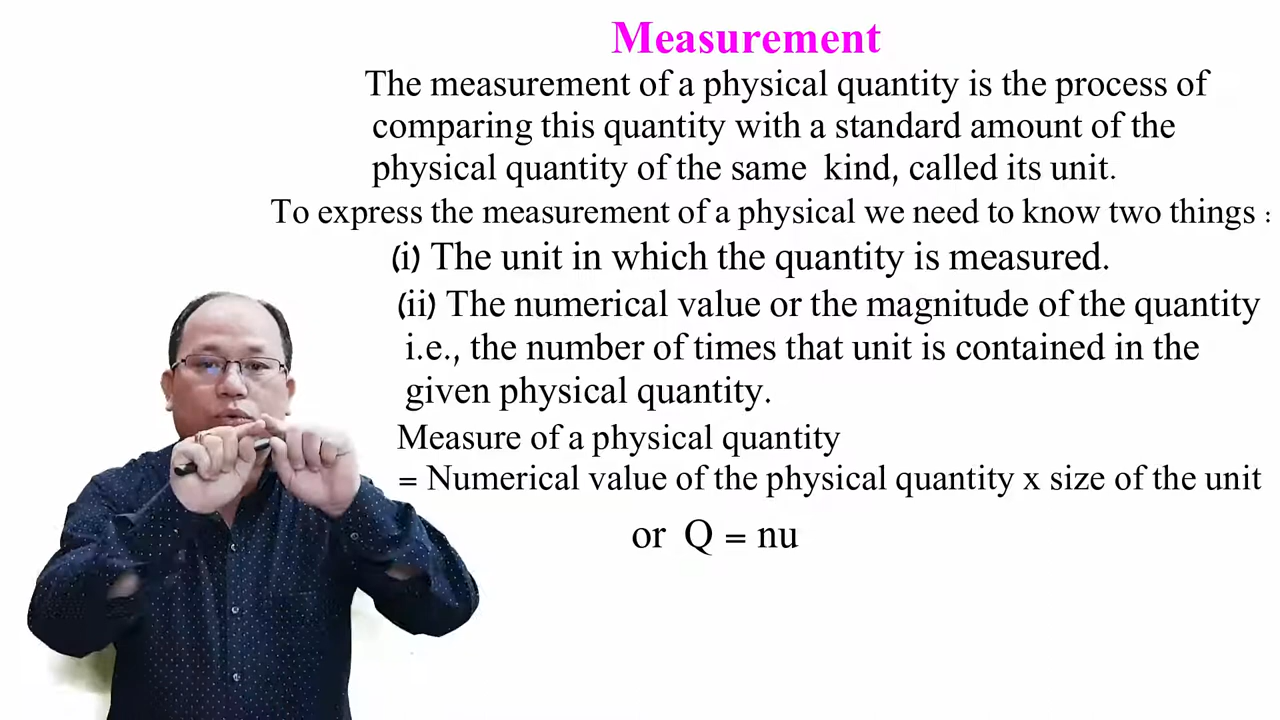 Measurement
The measurement of a physical quantity is the process of
comparing this quantity with a standard amount of the
physical quantity of the same kind, called its unit.
To express the measurement of a physical we need to know two things :
(i) The unit in which the quantity is measured.
(ii) The numerical value or the magnitude of the quantity
i.e., the number of times that unit is contained in the
given physical quantity.
Measure of a physical quantity
= Numerical value of the physical quantity x size of the unit
or Q = nu